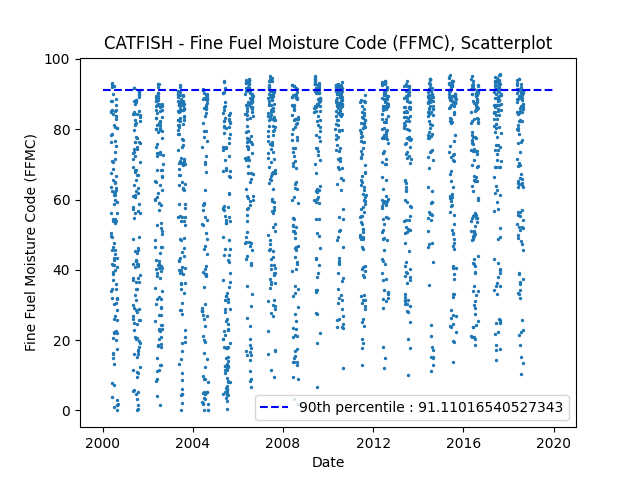 CATFISH - Fine Fuel Moisture Code (FFMC), Scatterplot
100
80
60
40
20
0
Fine Fuel Moisture Code (FFMC)
90th percentile : 91.11016540527343
2000 2004 2008 2012 2016 2020
Date